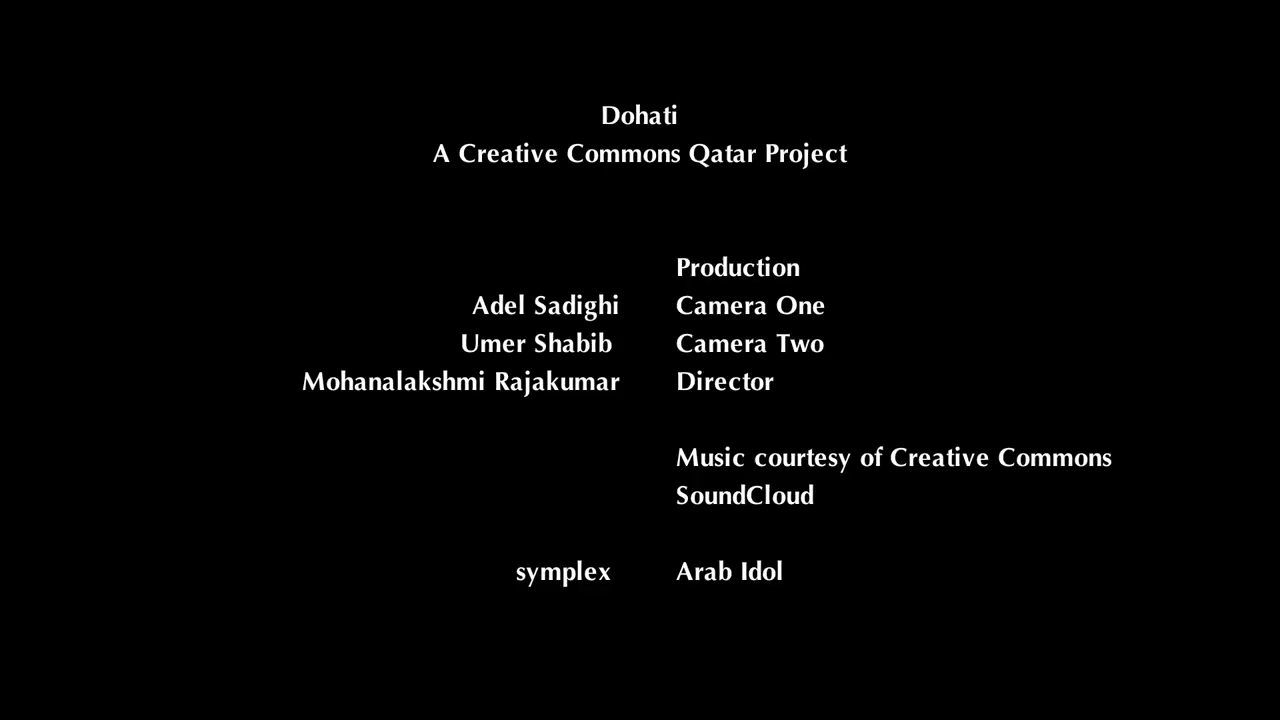 Dohati
A Creative Commons Qatar Project
Production
Adel Sadighi Camera One
Umer Shabib Camera Two
Mohanalakshmi Rajakumar Director
Music courtesy of Creative Commons
SoundCloud
symplex Arab Idol